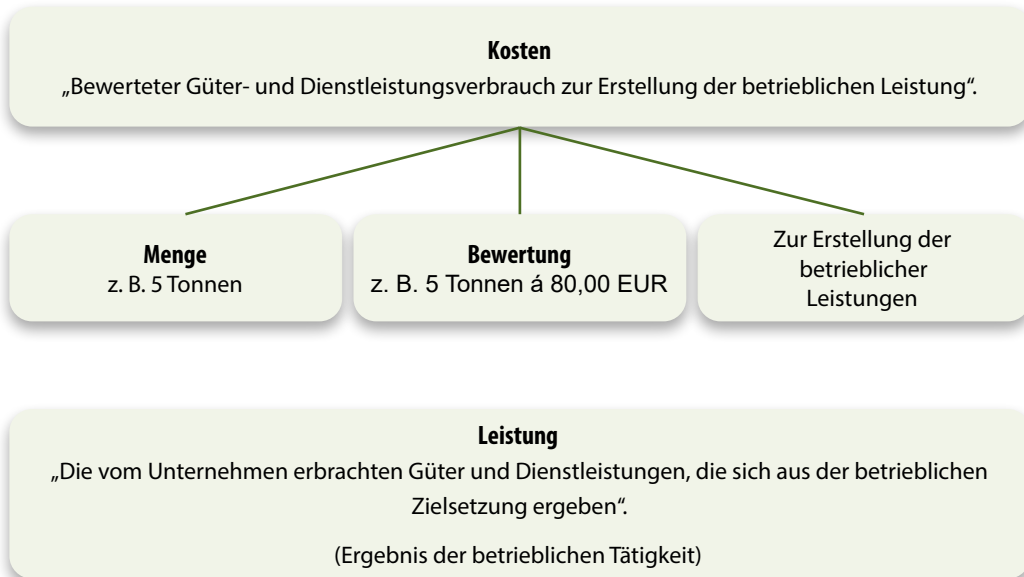 Kosten
„Bewerteter Güter- und Dienstleistungsverbrauch zur Erstellung der betrieblichen Leistung“.
Menge
z. B. 5 Tonnen
Bewertung
z. B. 5 Tonnen á 80,00 EUR
Zur Erstellung der
betrieblicher
Leistungen
Leistung
„Die vom Unternehmen erbrachten Güter und Dienstleistungen, die sich aus der betrieblichen
Zielsetzung ergeben“.
(Ergebnis der betrieblichen Tätigkeit)